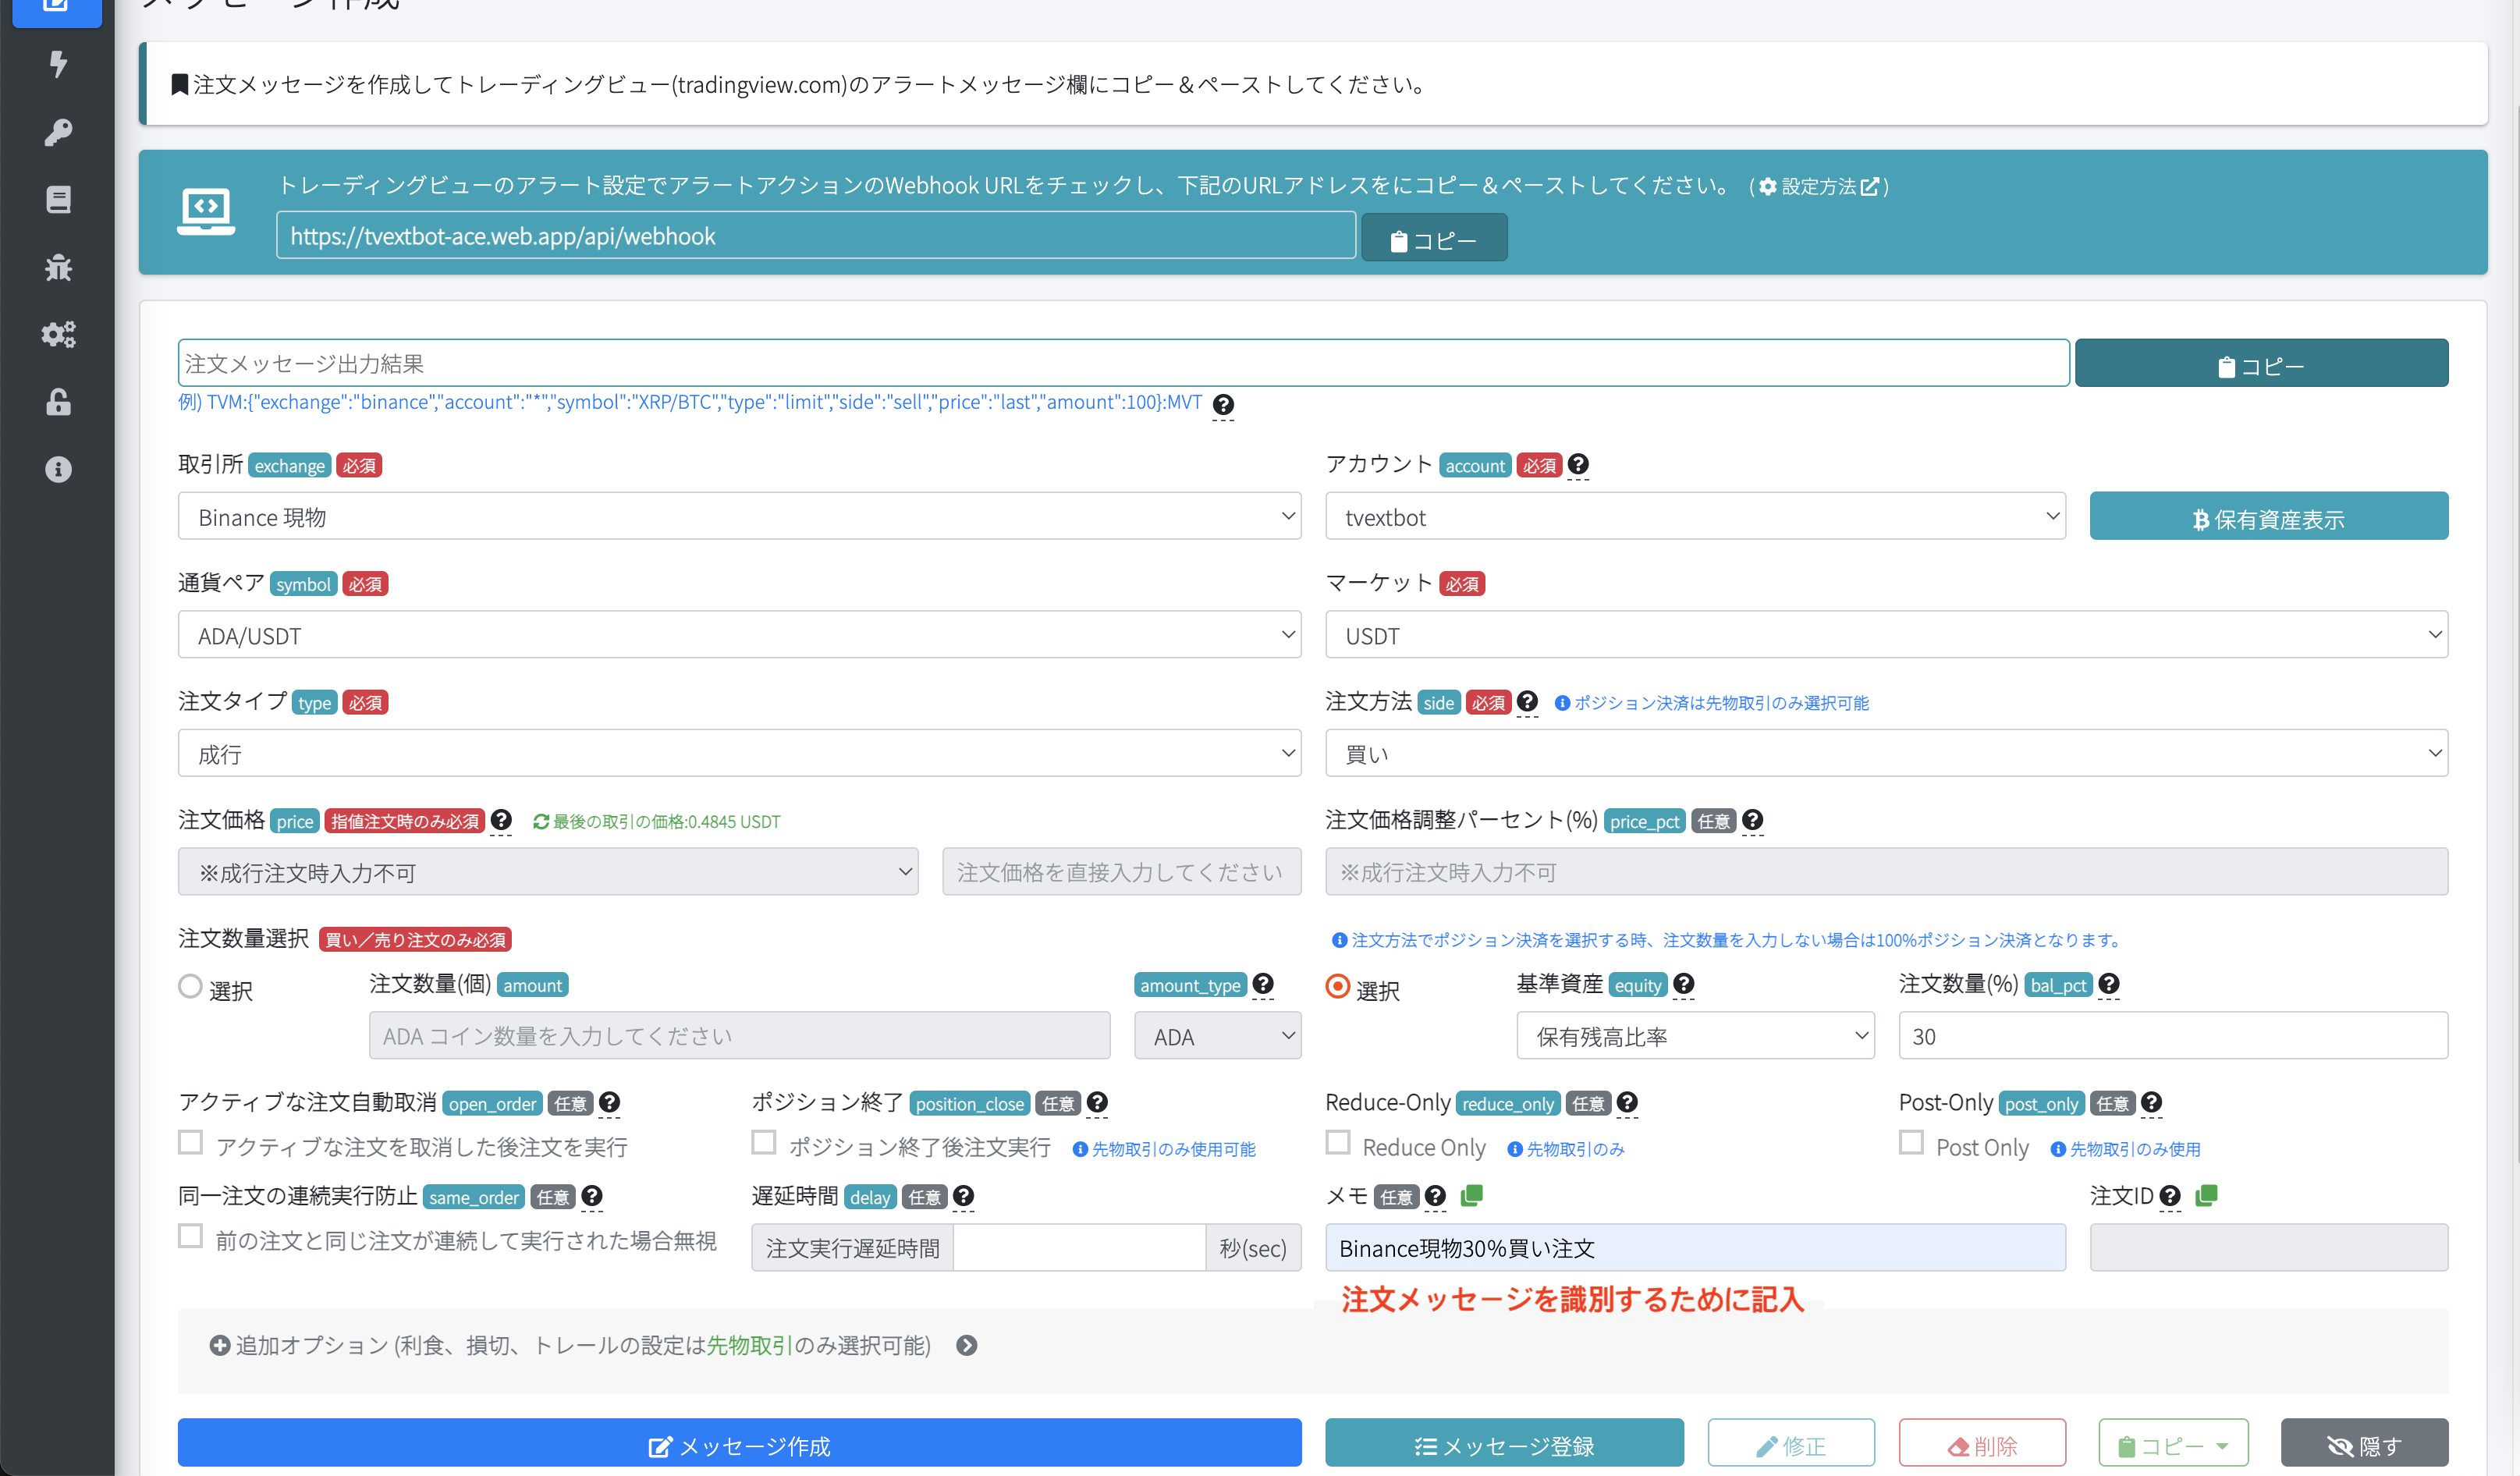 メッセージ作成
注文メッセージを作成してトレーディングビュー(tradingview.com)のアラートメッセージ欄にコピー＆ペーストしてください。
トレーディングビューのアラート設定でアラートアクションのWebhook URLをチェックし、下記のURLアドレスをにコピー＆ペーストしてください。 (設定方法)
https://tvextbot-ace.web.app/api/webhook コピー
注文メッセージ出力結果 コピー
例) TVM:{"exchange":"binance","account":"*","symbol":"XRP/BTC","type":"limit","side":"sell","price":"last","amount":100}:MVT
取引所 exchange 必須 アカウント account 必須
Binance 現物 tvextbot 保有資産表示
通貨ペア symbol 必須 マーケット 必須
ADA/USDT USDT
注文タイプ type 必須 注文方法 side 必須 ポジション決済は先物取引のみ選択可能
成行 買い
注文価格 price 指値注文時のみ必須 最後の取引の価格:0.4845 USDT 注文価格調整パーセント(%) price_pct 任意
※成行注文時入力不可 注文価格を直接入力してください ※成行注文時入力不可
注文数量選択 買い／売り注文のみ必須 注文方法でポジション決済を選択する時、注文数量を入力しない場合は100%ポジション決済となります。
選択 注文数量(個) amount amount_type 選択 基準資産 equity 注文数量(%) bal_pct
ADA コイン数量を入力してください ADA 保有残高比率 30
アクティブな注文自動取消 open_order 任意 ポジション終了 position_close 任意 Reduce-Only reduce_only 任意 Post-Only post_only 任意
アクティブな注文を取消した後注文を実行 ポジション終了後注文実行 先物取引のみ使用可能 Reduce Only 先物取引のみ Post Only 先物取引のみ使用
同一注文の連続実行防止 same_order 任意 遅延時間 delay 任意 メモ 任意 注文ID
前の注文と同じ注文が連続して実行された場合無視 注文実行遅延時間 秒(sec) Binance現物30%買い注文
注文メッセージを識別するために記入
追加オプション (利食、損切、トレールの設定は先物取引のみ選択可能)
メッセージ作成 メッセージ登録 修正 削除 コピー 隠す